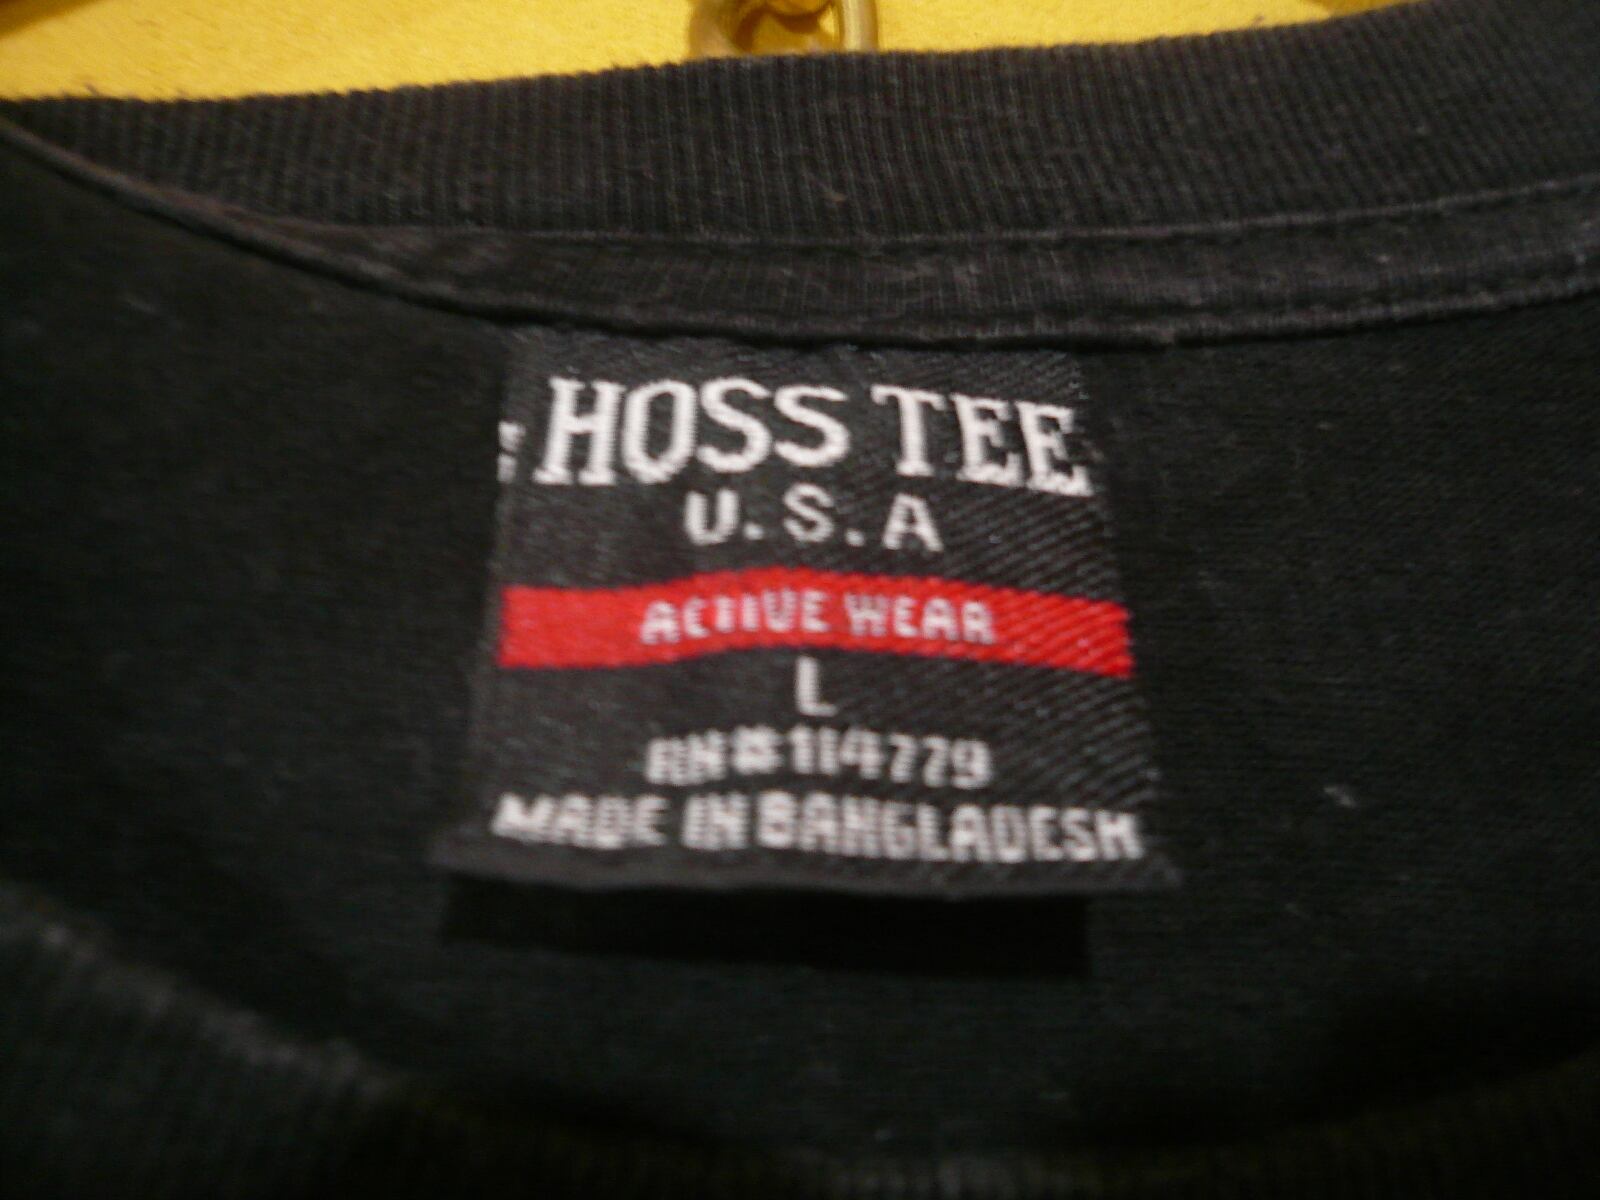 HOSS TEE
U.S.A
ACTIVE WEAR
L
RN#114779
MADE IN BANGLADESH